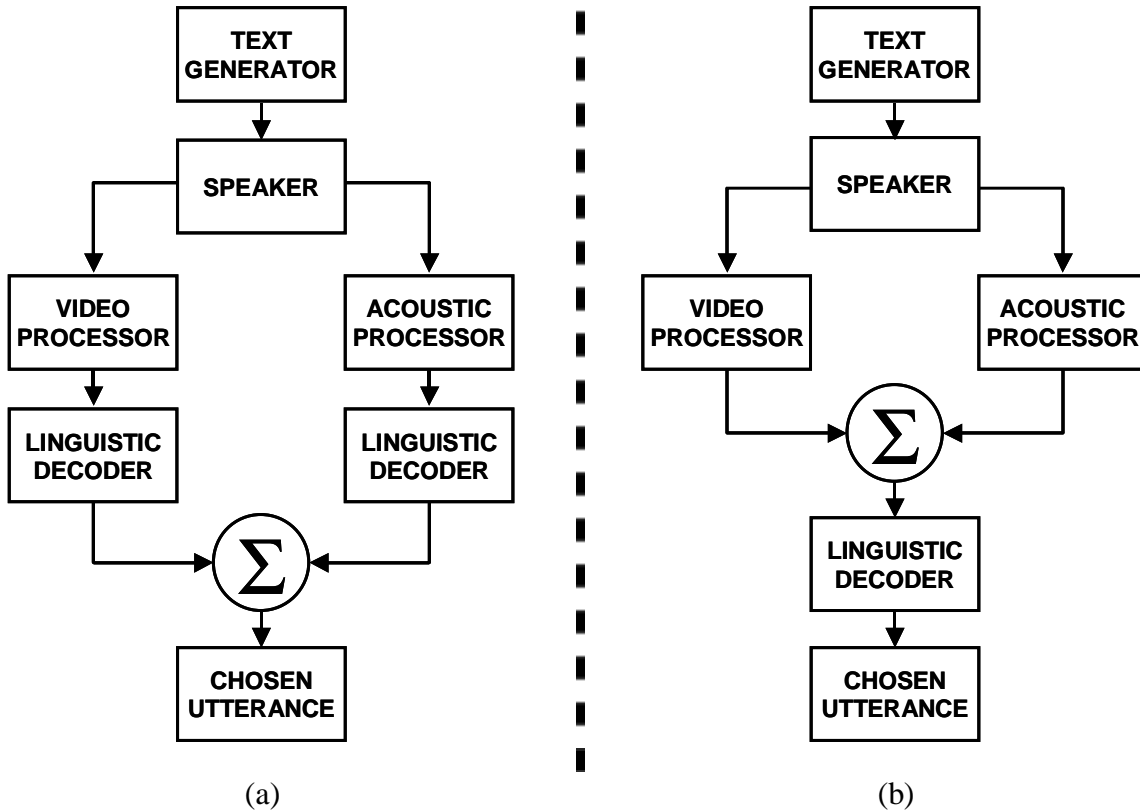 TEXT
GENERATOR
SPEAKER
VIDEO
PROCESSOR
ACOUSTIC
PROCESSOR
LINGUISTIC
DECODER
LINGUISTIC
DECODER
Σ
CHOSEN
UTTERANCE
(a)
TEXT
GENERATOR
SPEAKER
VIDEO
PROCESSOR
ACOUSTIC
PROCESSOR
Σ
LINGUISTIC
DECODER
CHOSEN
UTTERANCE
(b)